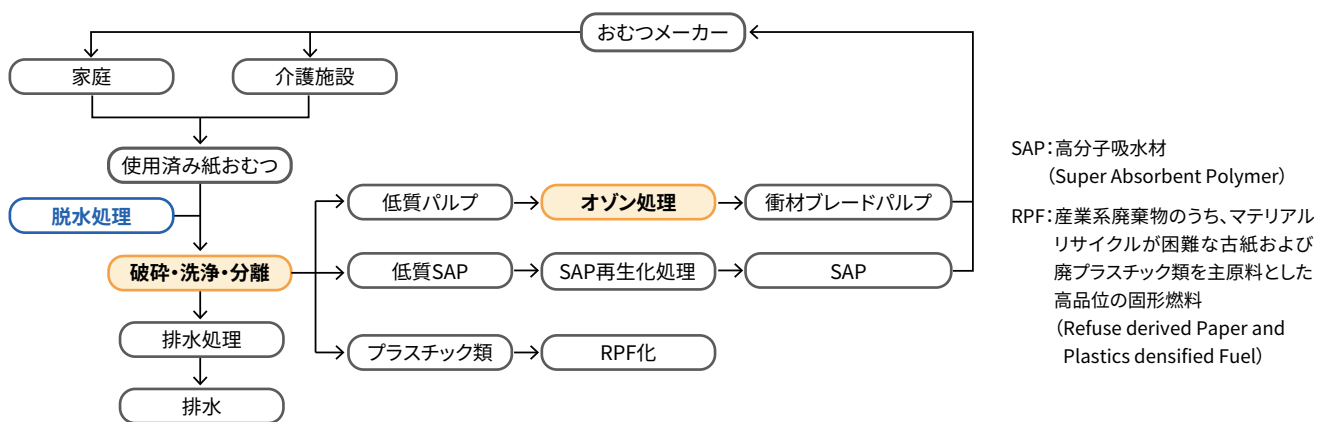 おむつメーカー
家庭
介護施設
使用済み紙おむつ
脱水処理
低質パルプ
オゾン処理
衝材ブレードパルプ
破砕・洗浄・分離
低質SAP
SAP再生化処理
SAP
排水処理
プラスチック類
RPF化
排水
SAP：高分子吸水材
（Super Absorbent Polymer）
RPF：産業系廃棄物のうち、マテリアル
リサイクルが困難な古紙および
廃プラスチック類を主原料とした
高品位の固形燃料
（Refuse derived Paper and
Plastics densified Fuel）